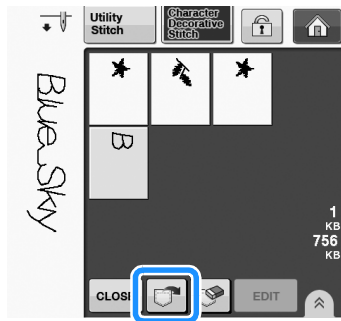 Utility
Stitch
Character
Decorative
Stitch
Blue_Sky
B
1
KB
756
KB
CLOSE
EDIT